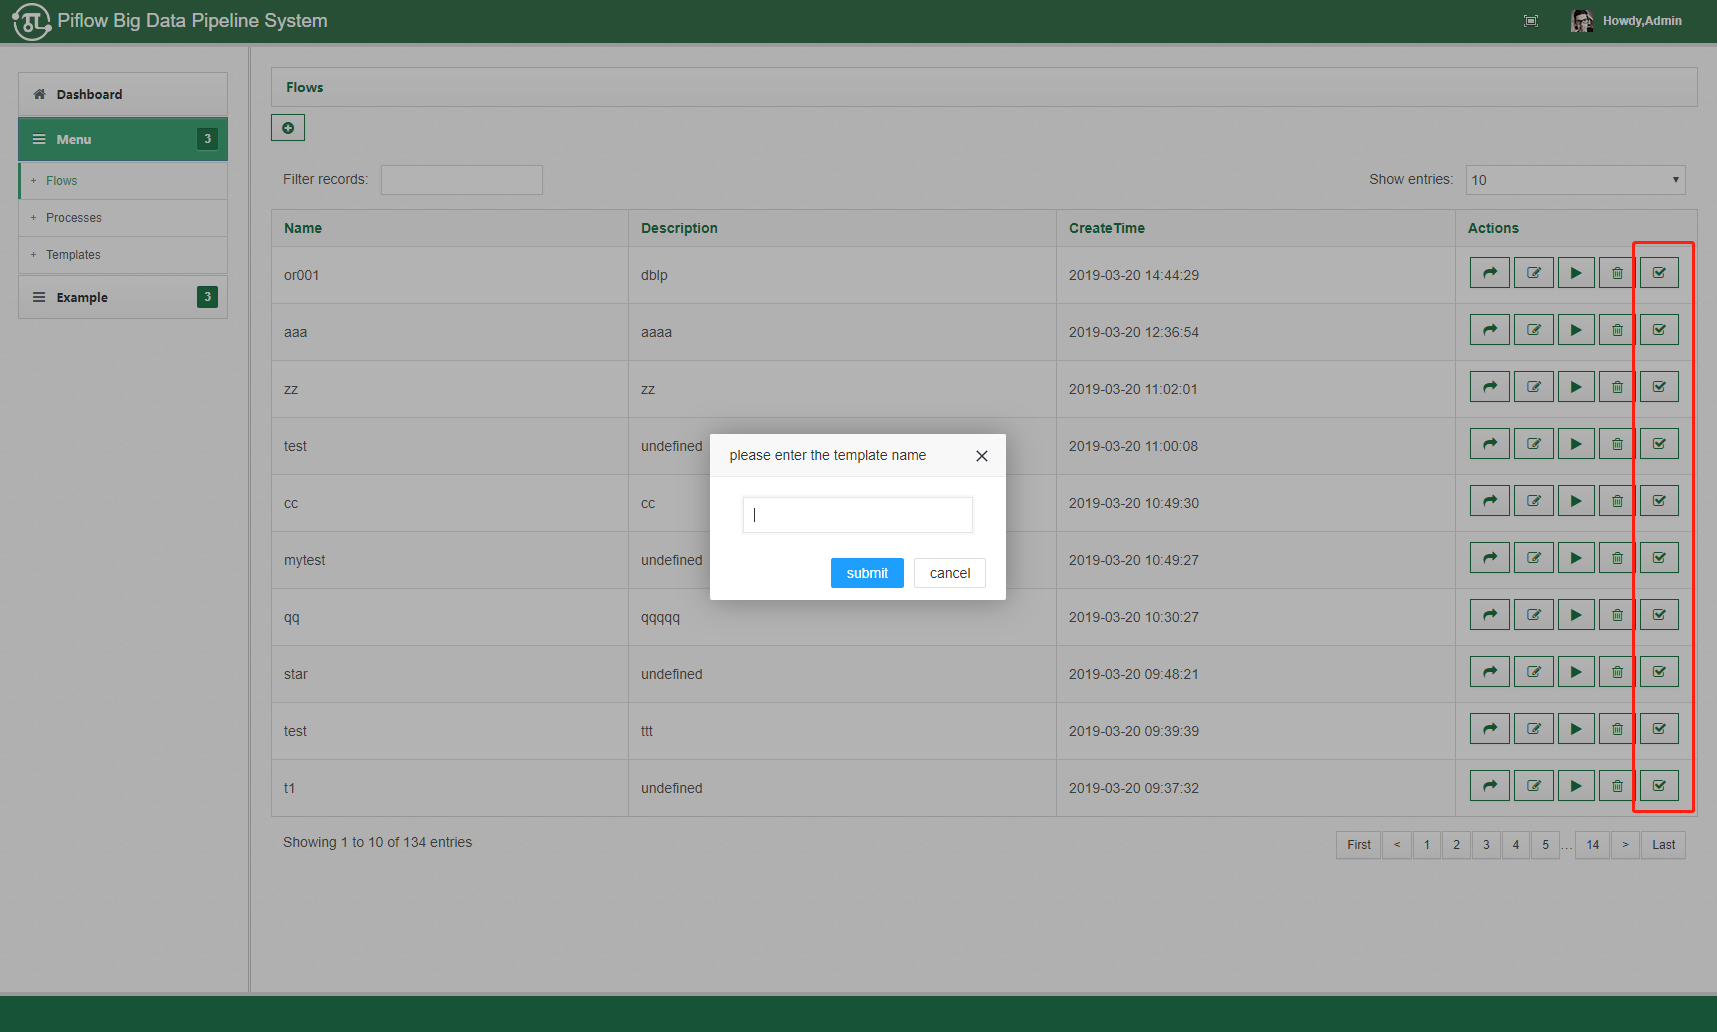 Piflow Big Data Pipeline System
Howdy,Admin
Dashboard
Menu 3
+ Flows
+ Processes
+ Templates
Example 3
Flows
Filter records:
Show entries: 10
Name Description CreateTime Actions
or001 dblp 2019-03-20 14:44:29
aaa aaaa 2019-03-20 12:36:54
zz zz 2019-03-20 11:02:01
test undefined 2019-03-20 11:00:08
cc cc 2019-03-20 10:49:30
mytest undefined 2019-03-20 10:49:27
qq qqqqq 2019-03-20 10:30:27
star undefined 2019-03-20 09:48:21
test ttt 2019-03-20 09:39:39
t1 undefined 2019-03-20 09:37:32
please enter the template name
submit cancel
Showing 1 to 10 of 134 entries
First < 1 2 3 4 5 ... 14 > Last